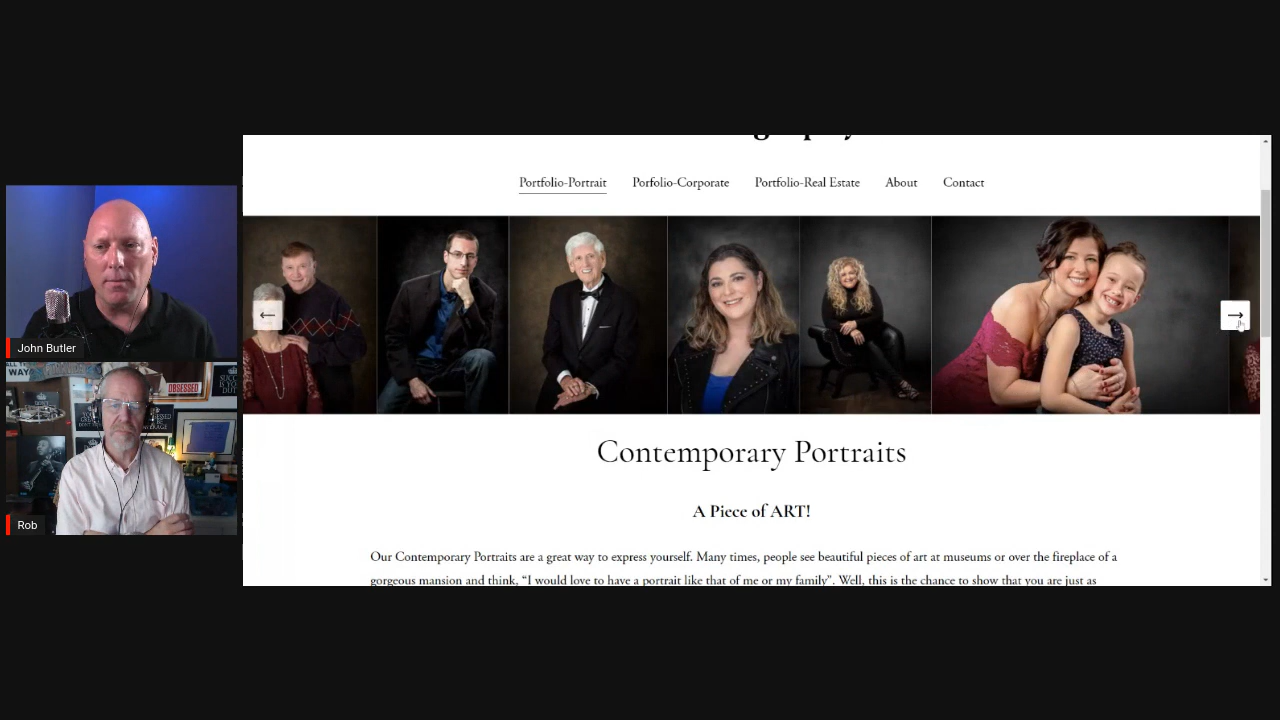 Portfolio-Portrait Porfolio-Corporate Portfolio-Real Estate About Contact
John Butler
OBSESSED
Rob
Contemporary Portraits
A Piece of ART!
Our Contemporary Portraits are a great way to express yourself. Many times, people see beautiful pieces of art at museums or over the fireplace of a
gorgeous mansion and think, “I would love to have a portrait like that of me or my family”. Well, this is the chance to show that you are just as